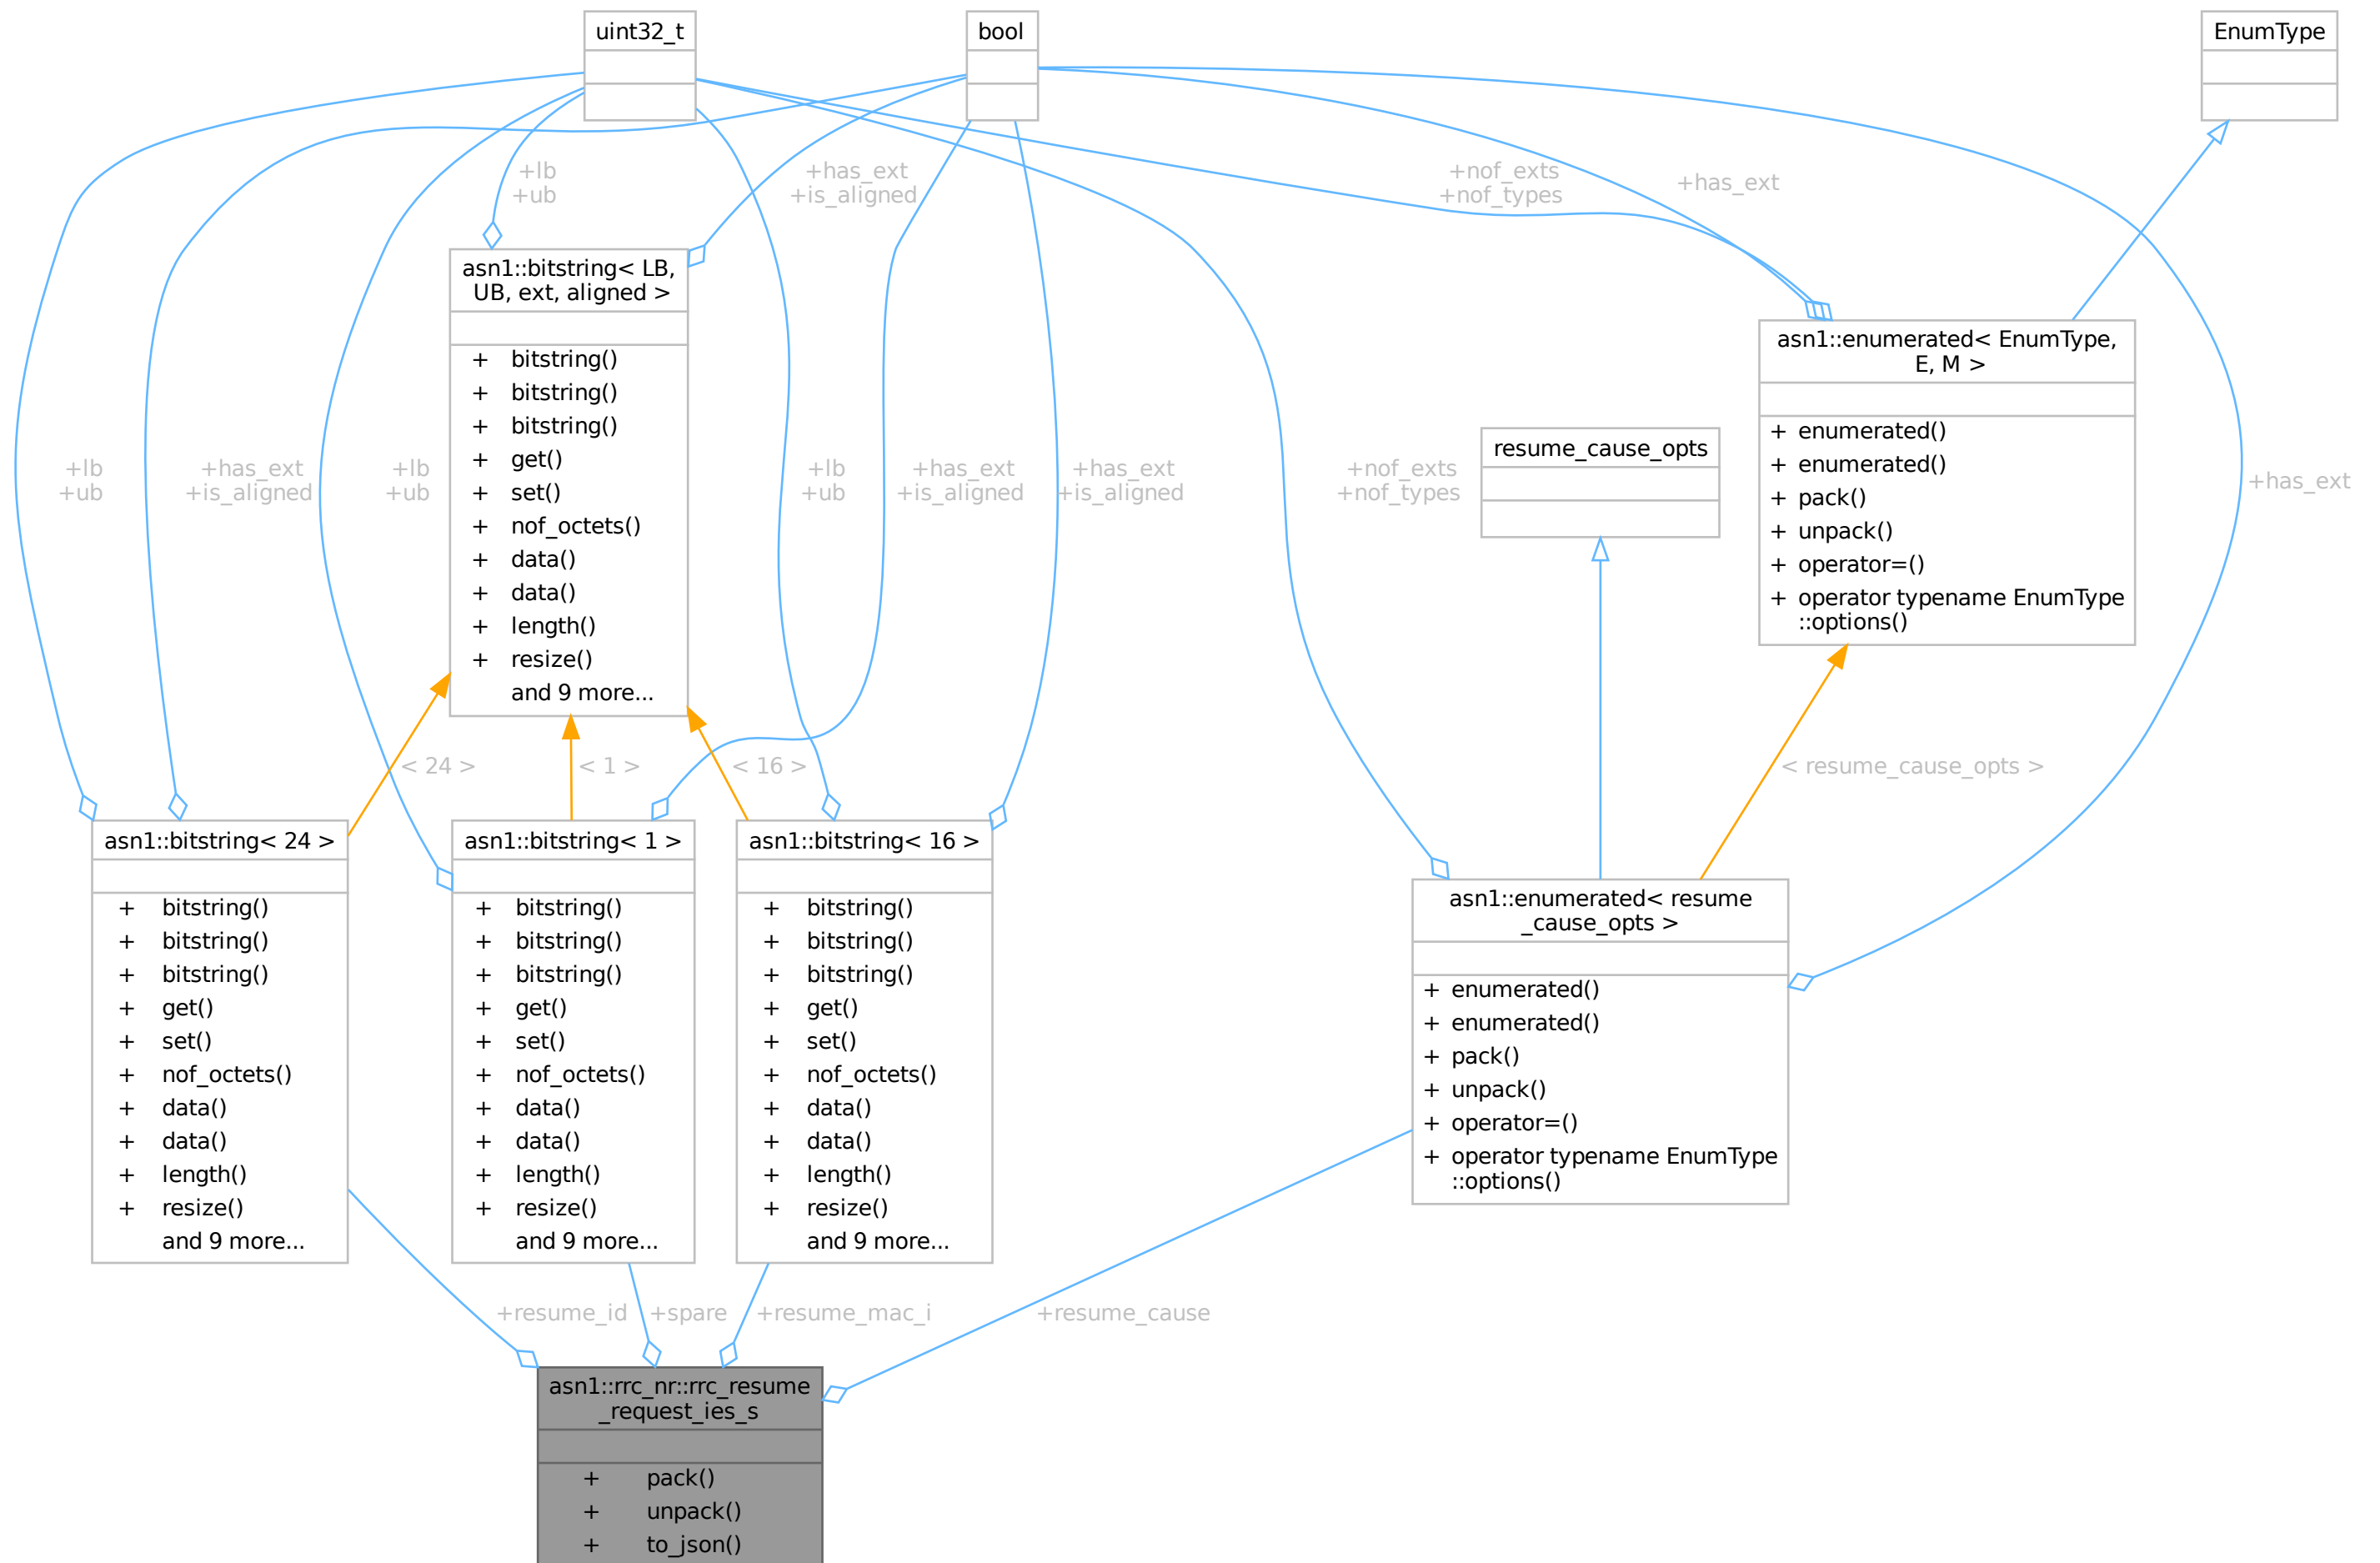 uint32_t
bool
EnumType
+lb
+ub
+has_ext
+is_aligned
+nof_exts
+nof_types
+has_ext
asn1::bitstring< LB,
UB, ext, aligned >
+ bitstring()
+ bitstring()
+ bitstring()
+ get()
+ set()
+ nof_octets()
+ data()
+ data()
+ length()
+ resize()
and 9 more...
asn1::enumerated< EnumType,
E, M >
+ enumerated()
+ enumerated()
+ pack()
+ unpack()
+ operator=()
+ operator typename EnumType
::options()
resume_cause_opts
+lb
+ub
+has_ext
+is_aligned
+lb
+ub
+lb
+ub
+has_ext
+is_aligned
+has_ext
+is_aligned
+nof_exts
+nof_types
+has_ext
< 24 >
< 1 >
< 16 >
< resume_cause_opts >
asn1::bitstring< 24 >
+ bitstring()
+ bitstring()
+ bitstring()
+ get()
+ set()
+ nof_octets()
+ data()
+ data()
+ length()
+ resize()
and 9 more...
asn1::bitstring< 1 >
+ bitstring()
+ bitstring()
+ bitstring()
+ get()
+ set()
+ nof_octets()
+ data()
+ data()
+ length()
+ resize()
and 9 more...
asn1::bitstring< 16 >
+ bitstring()
+ bitstring()
+ bitstring()
+ get()
+ set()
+ nof_octets()
+ data()
+ data()
+ length()
+ resize()
and 9 more...
asn1::enumerated< resume
_cause_opts >
+ enumerated()
+ enumerated()
+ pack()
+ unpack()
+ operator=()
+ operator typename EnumType
::options()
+resume_id
+spare
+resume_mac_i
+resume_cause
asn1::rrc_nr::rrc_resume
_request_ies_s
+ pack()
+ unpack()
+ to_json()